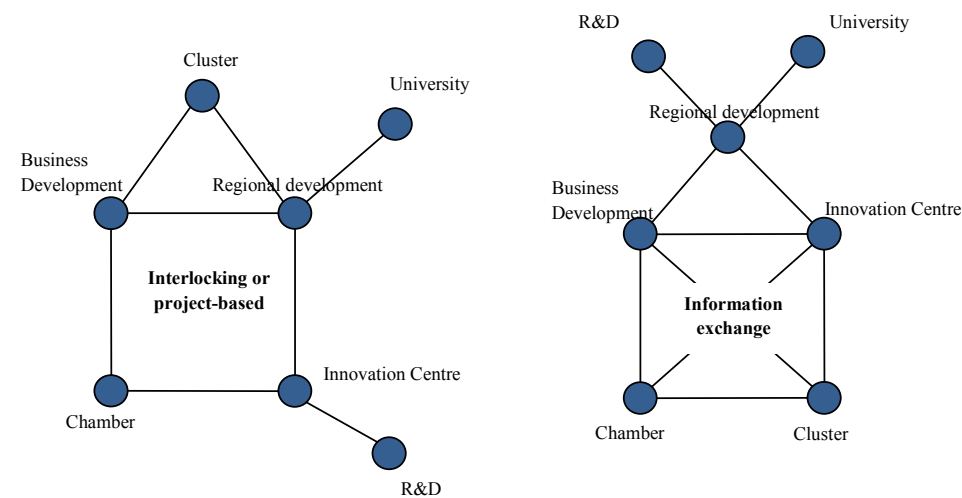 Cluster
University
Business
Development
Regional development
Interlocking or
project-based
Innovation Centre
Chamber
R&D
R&D
University
Regional development
Business
Development
Innovation Centre
Information
exchange
Chamber
Cluster